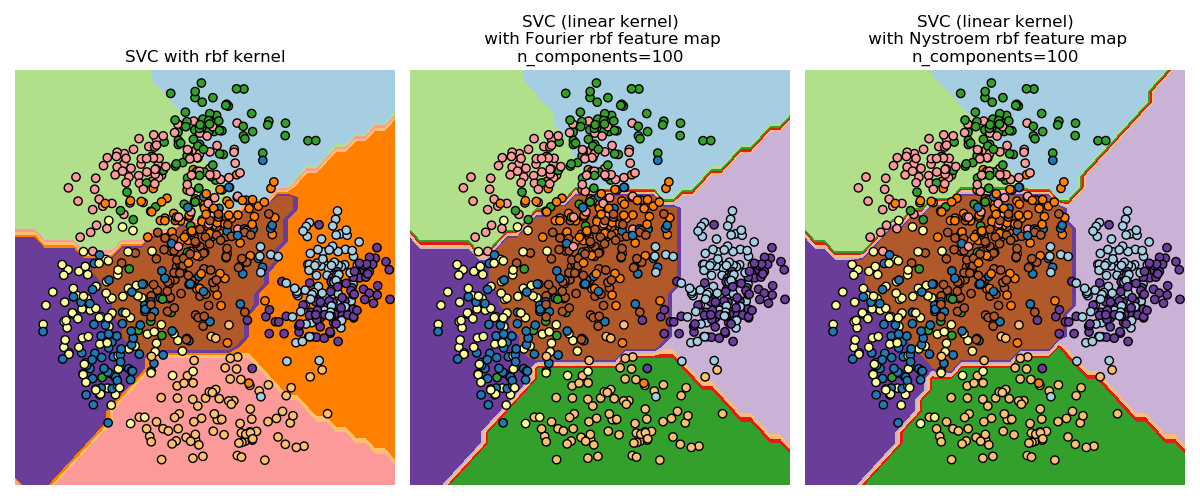 SVC with rbf kernel
SVC (linear kernel)
with Fourier rbf feature map
n_components=100
SVC (linear kernel)
with Nystroem rbf feature map
n_components=100